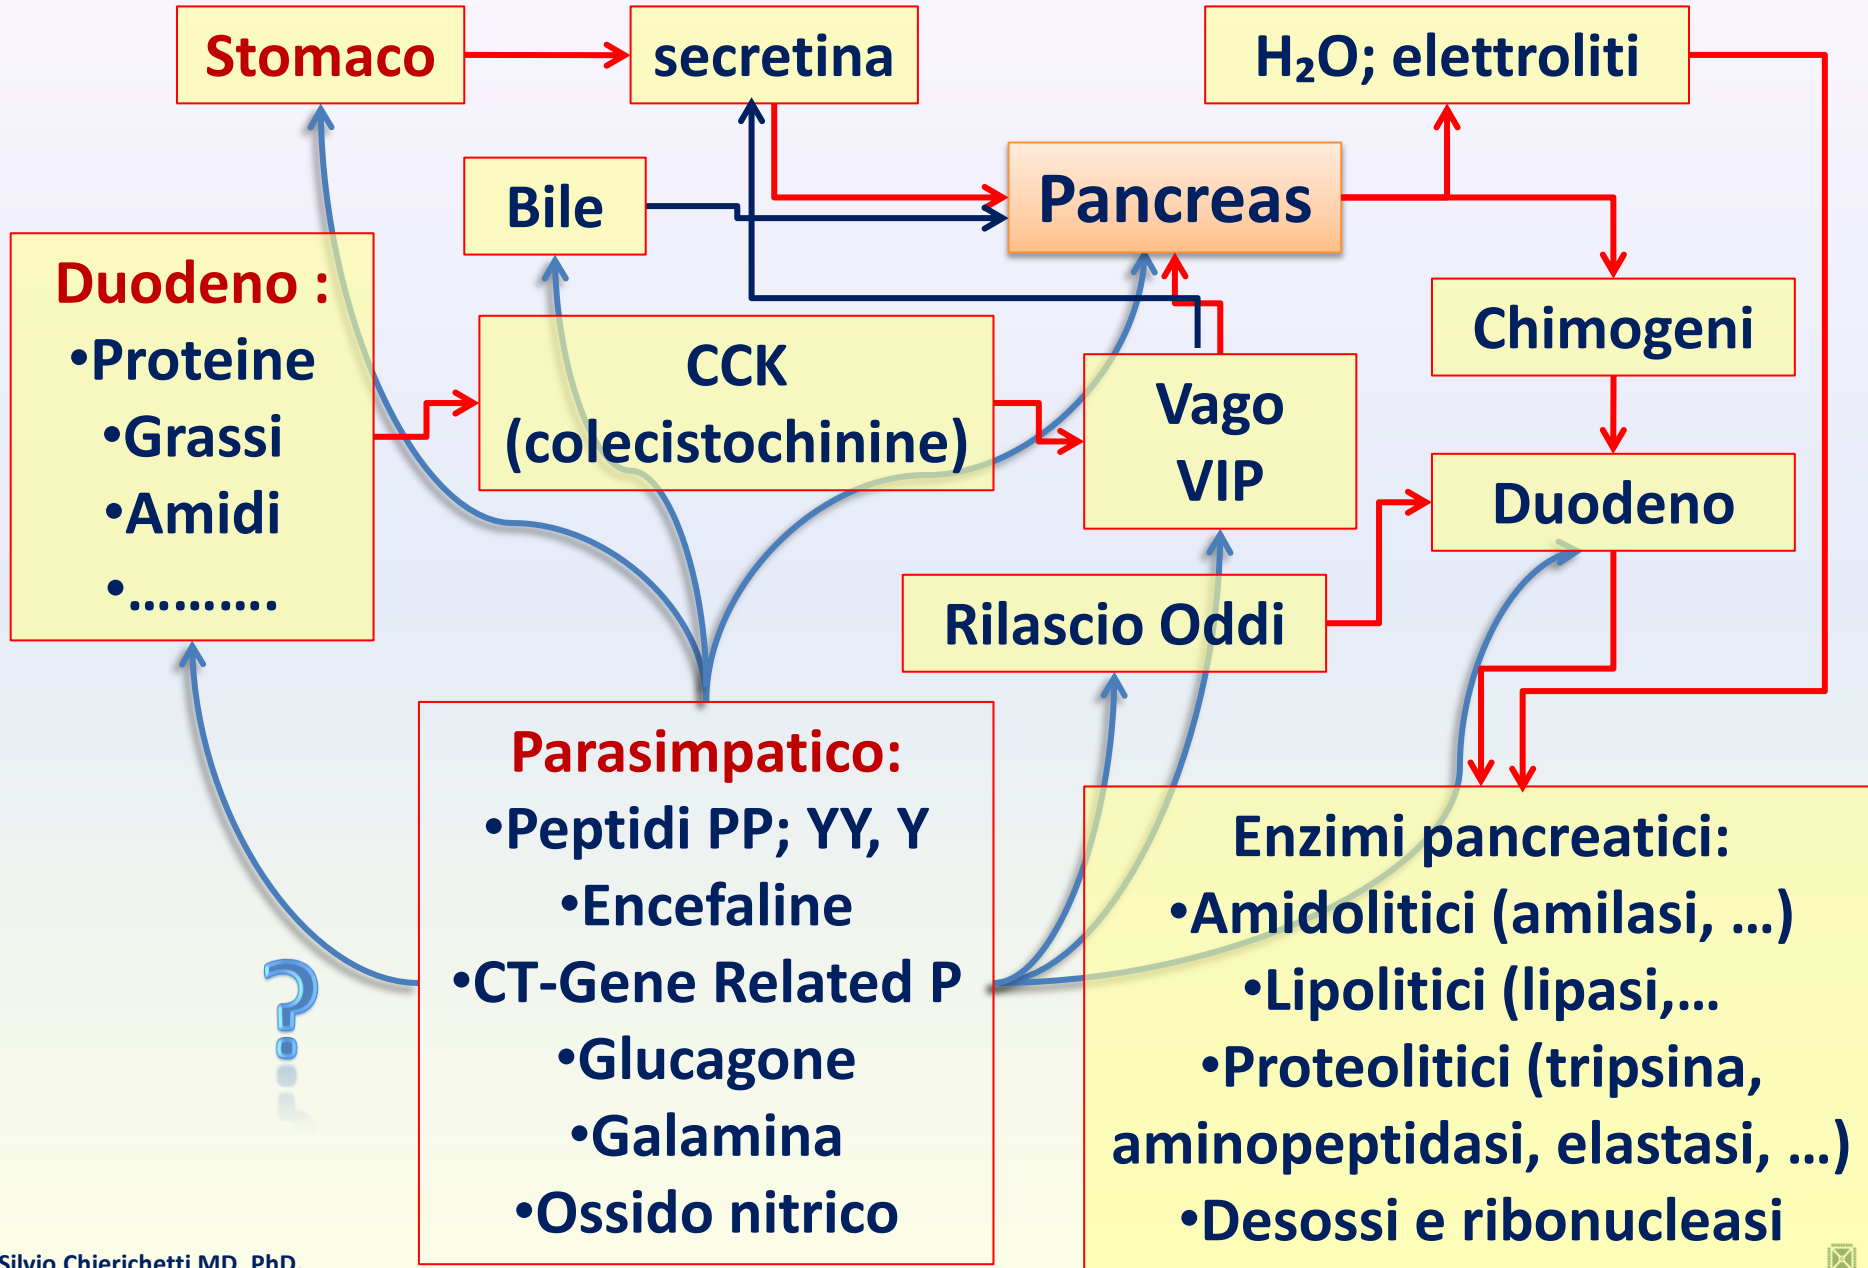 Stomaco
secretina
H₂O; elettroliti
Bile
Pancreas
Duodeno :
•Proteine
•Grassi
•Amidi
•……….
CCK
(colecistochinine)
Vago
VIP
Chimogeni
Duodeno
Rilascio Oddi
Parasimpatico:
•Peptidi PP; YY, Y
•Encefaline
•CT-Gene Related P
•Glucagone
•Galamina
•Ossido nitrico
?
Enzimi pancreatici:
•Amidolitici (amilasi, …)
•Lipolitici (lipasi,…
•Proteolitici (tripsina,
aminopeptidasi, elastasi, …)
•Desossi e ribonucleasi
Silvio Chierichetti MD, PhD.